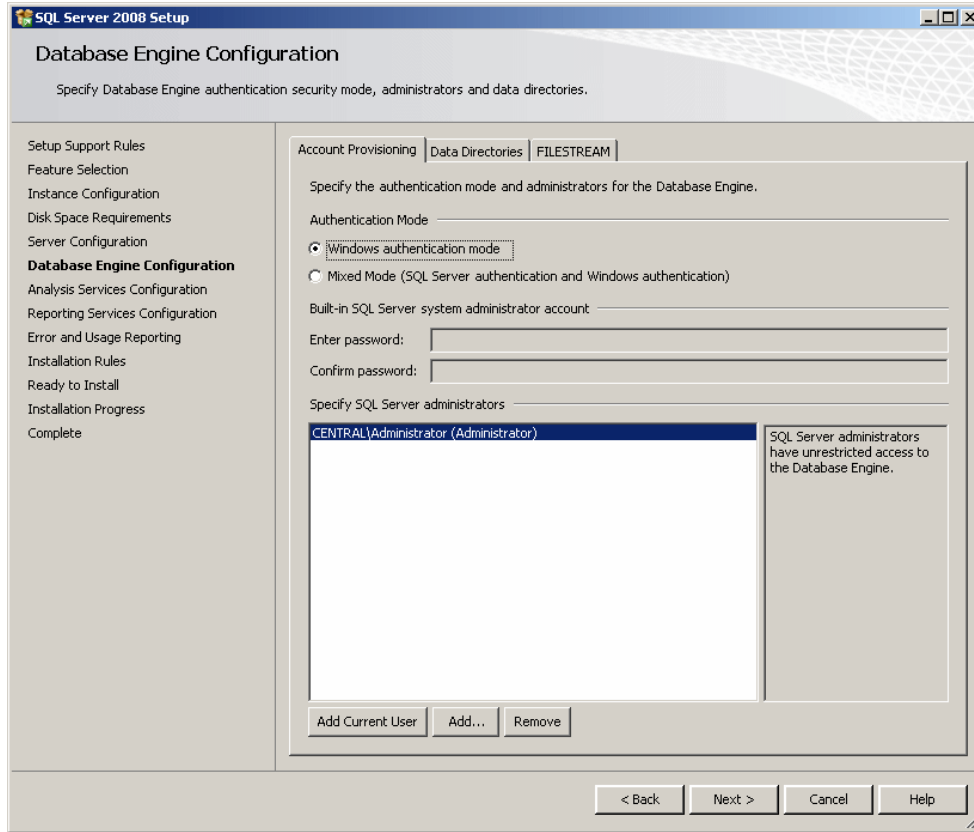 SQL Server 2008 Setup
Database Engine Configuration
Specify Database Engine authentication security mode, administrators and data directories.
Setup Support Rules
Feature Selection
Instance Configuration
Disk Space Requirements
Server Configuration
Database Engine Configuration
Analysis Services Configuration
Reporting Services Configuration
Error and Usage Reporting
Installation Rules
Ready to Install
Installation Progress
Complete
Account Provisioning Data Directories FILESTREAM
Specify the authentication mode and administrators for the Database Engine.
Authentication Mode
Windows authentication mode
Mixed Mode (SQL Server authentication and Windows authentication)
Built-in SQL Server system administrator account
Enter password:
Confirm password:
Specify SQL Server administrators
CENTRAL\Administrator (Administrator)
SQL Server administrators
have unrestricted access to
the Database Engine.
Add Current User Add... Remove
< Back Next > Cancel Help